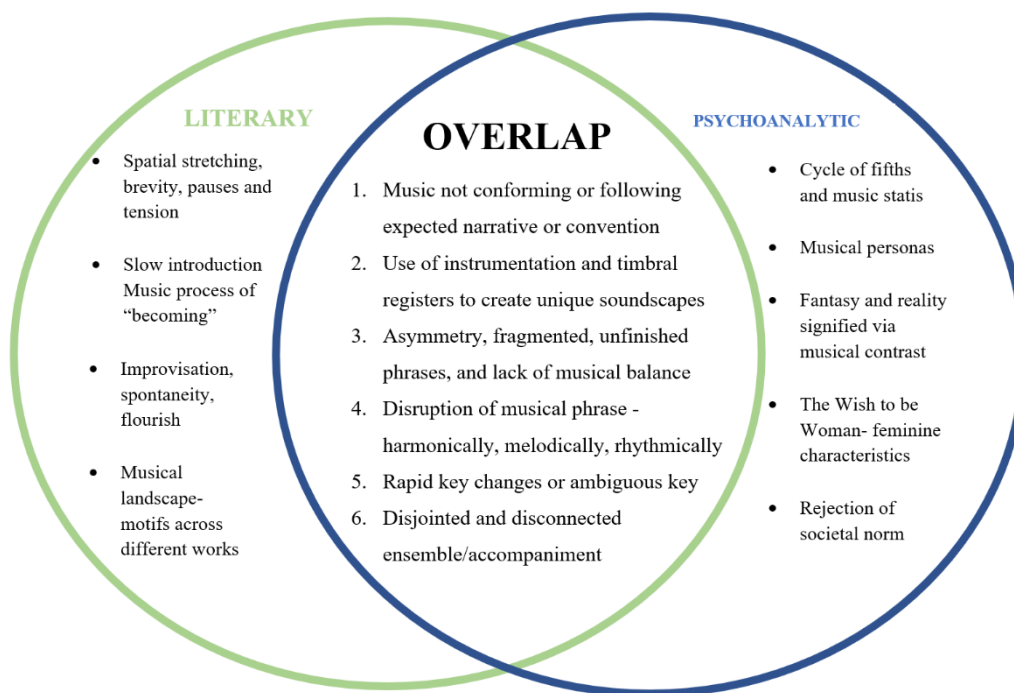 LITERARY
• Spatial stretching,
brevity, pauses and
tension
• Slow introduction
Music process of
“becoming”
• Improvisation,
spontaneity,
flourish
• Musical
landscape-
motifs across
different works
OVERLAP
1. Music not conforming or following
expected narrative or convention
2. Use of instrumentation and timbral
registers to create unique soundscapes
3. Asymmetry, fragmented, unfinished
phrases, and lack of musical balance
4. Disruption of musical phrase -
harmonically, melodically, rhythmically
5. Rapid key changes or ambiguous key
6. Disjointed and disconnected
ensemble/accompaniment
PSYCHOANALYTIC
• Cycle of fifths
and music statis
• Musical personas
• Fantasy and reality
signified via
musical contrast
• The Wish to be
Woman- feminine
characteristics
• Rejection of
societal norm